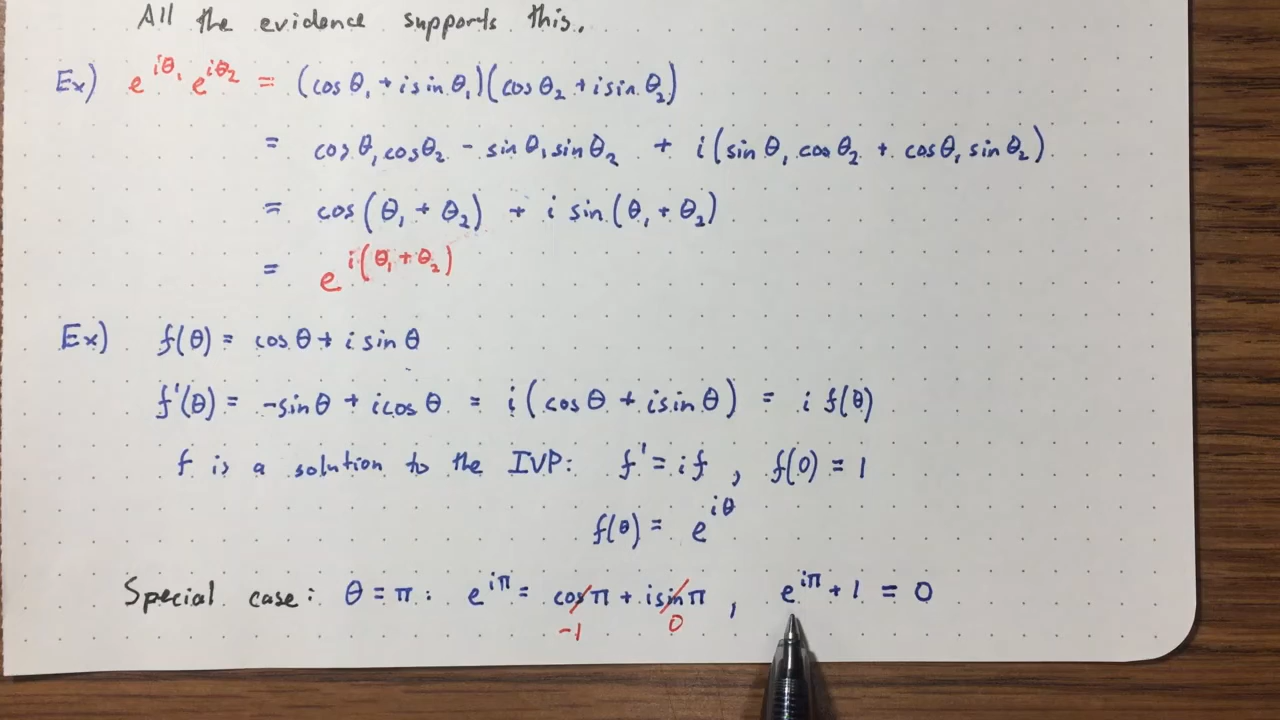 All the evidence supports this.
Ex) e^{iθ₁} e^{iθ₂} = (cos θ₁ + i sin θ₁)(cos θ₂ + i sin θ₂)
= cos θ₁ cos θ₂ - sin θ₁ sin θ₂ + i(sin θ₁ cos θ₂ + cos θ₁ sin θ₂)
= cos(θ₁ + θ₂) + i sin(θ₁ + θ₂)
= e^{i(θ₁ + θ₂)}
Ex) f(θ) = cos θ + i sin θ
f'(θ) = -sin θ + i cos θ = i(cos θ + i sin θ) = i f(θ)
f is a solution to the IVP: f' = if, f(0) = 1
f(θ) = e^{iθ}
Special case: θ = π: e^{iπ} = cos π + i sin π, e^{iπ} + 1 = 0
-1 0